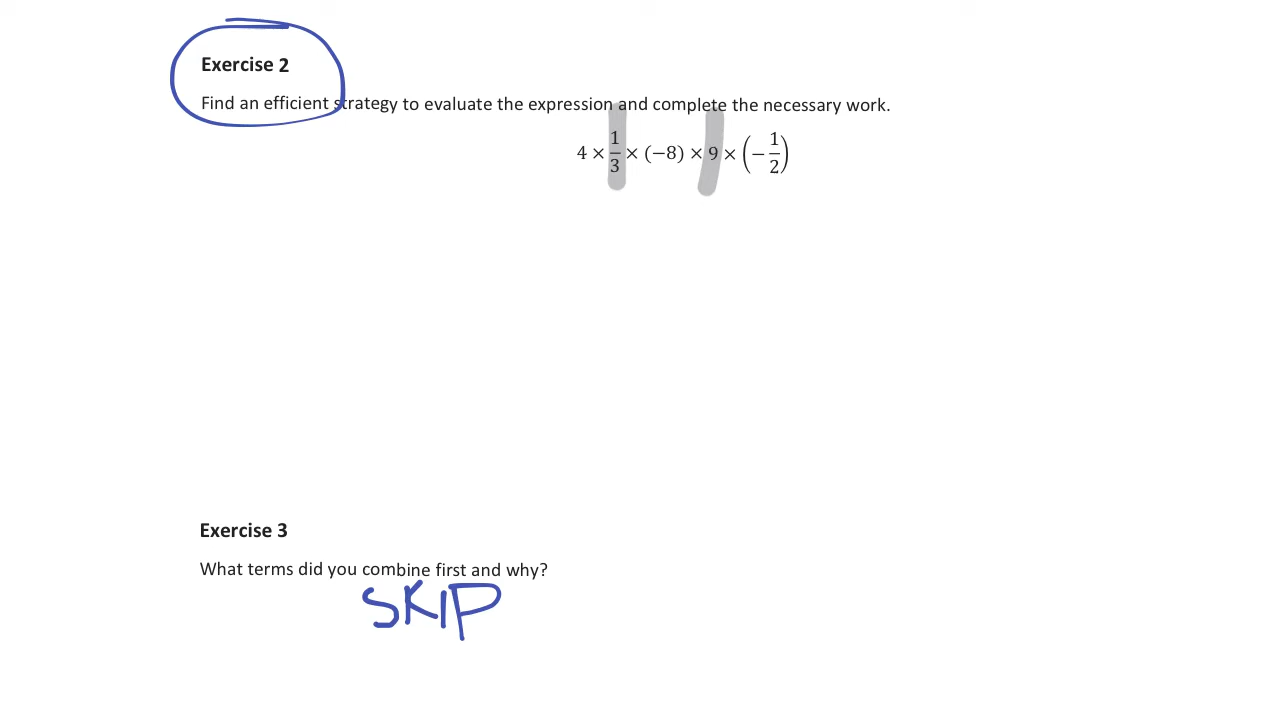 Exercise 2
Find an efficient strategy to evaluate the expression and complete the necessary work.
4 × 1/3 × (−8) × 9 × (−1/2)
Exercise 3
What terms did you combine first and why?
SKIP